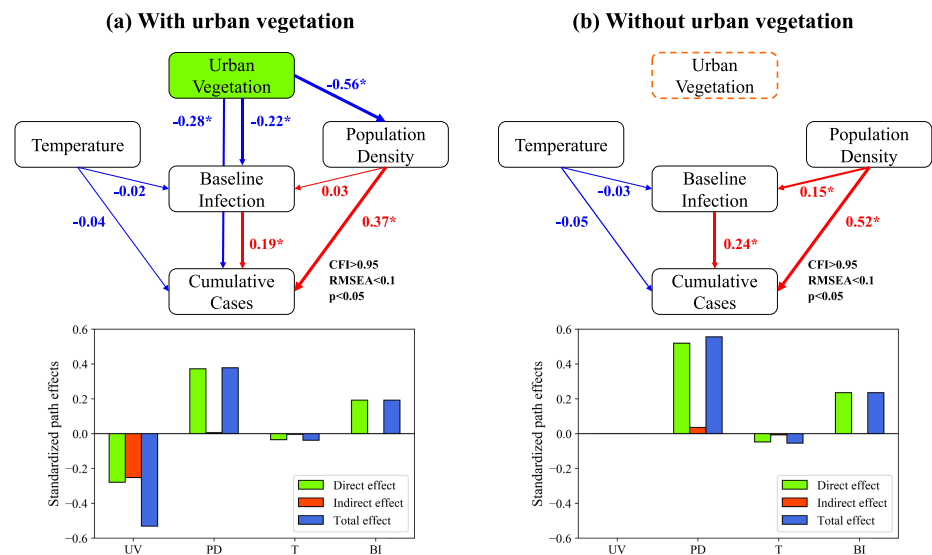 (a) With urban vegetation
Urban
Vegetation
-0.56*
-0.28*
-0.22*
Temperature
Population
Density
-0.02
Baseline
Infection
0.03
-0.04
0.37*
0.19*
CFI>0.95
RMSEA<0.1
p<0.05
Cumulative
Cases
(b) Without urban vegetation
Urban
Vegetation
Temperature
Population
Density
-0.03
Baseline
Infection
0.15*
-0.05
0.52*
0.24*
CFI>0.95
RMSEA<0.1
p<0.05
Cumulative
Cases
Standardized path effects
0.6
0.4
0.2
0.0
−0.2
−0.4
−0.6
Direct effect
Indirect effect
Total effect
UV PD T BI
Standardized path effects
0.6
0.4
0.2
0.0
−0.2
−0.4
−0.6
Direct effect
Indirect effect
Total effect
UV PD T BI